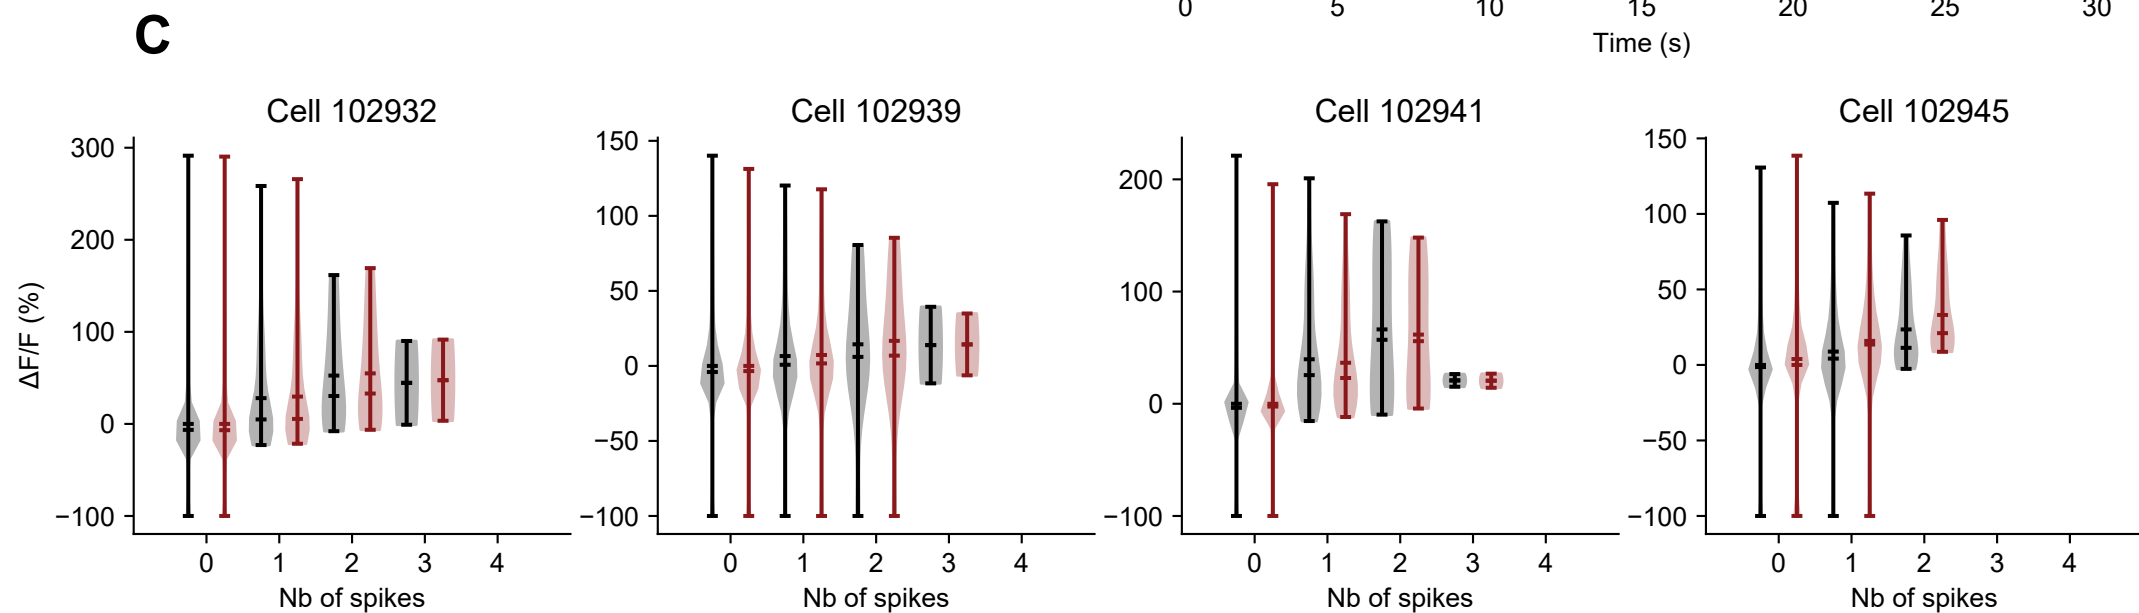 0 5 10 15 20 25 30
Time (s)
C
Cell 102932 Cell 102939 Cell 102941 Cell 102945
ΔF/F (%)
300
200
100
0
−100
0 1 2 3 4
Nb of spikes
150
100
50
0
−50
−100
0 1 2 3 4
Nb of spikes
200
100
0
−100
0 1 2 3 4
Nb of spikes
150
100
50
0
−50
−100
0 1 2 3 4
Nb of spikes